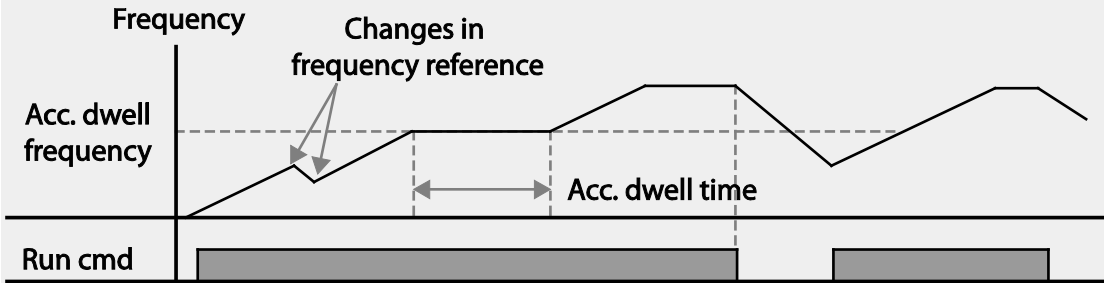 Frequency
Changes in
frequency reference
Acc. dwell
frequency
Acc. dwell time
Run cmd